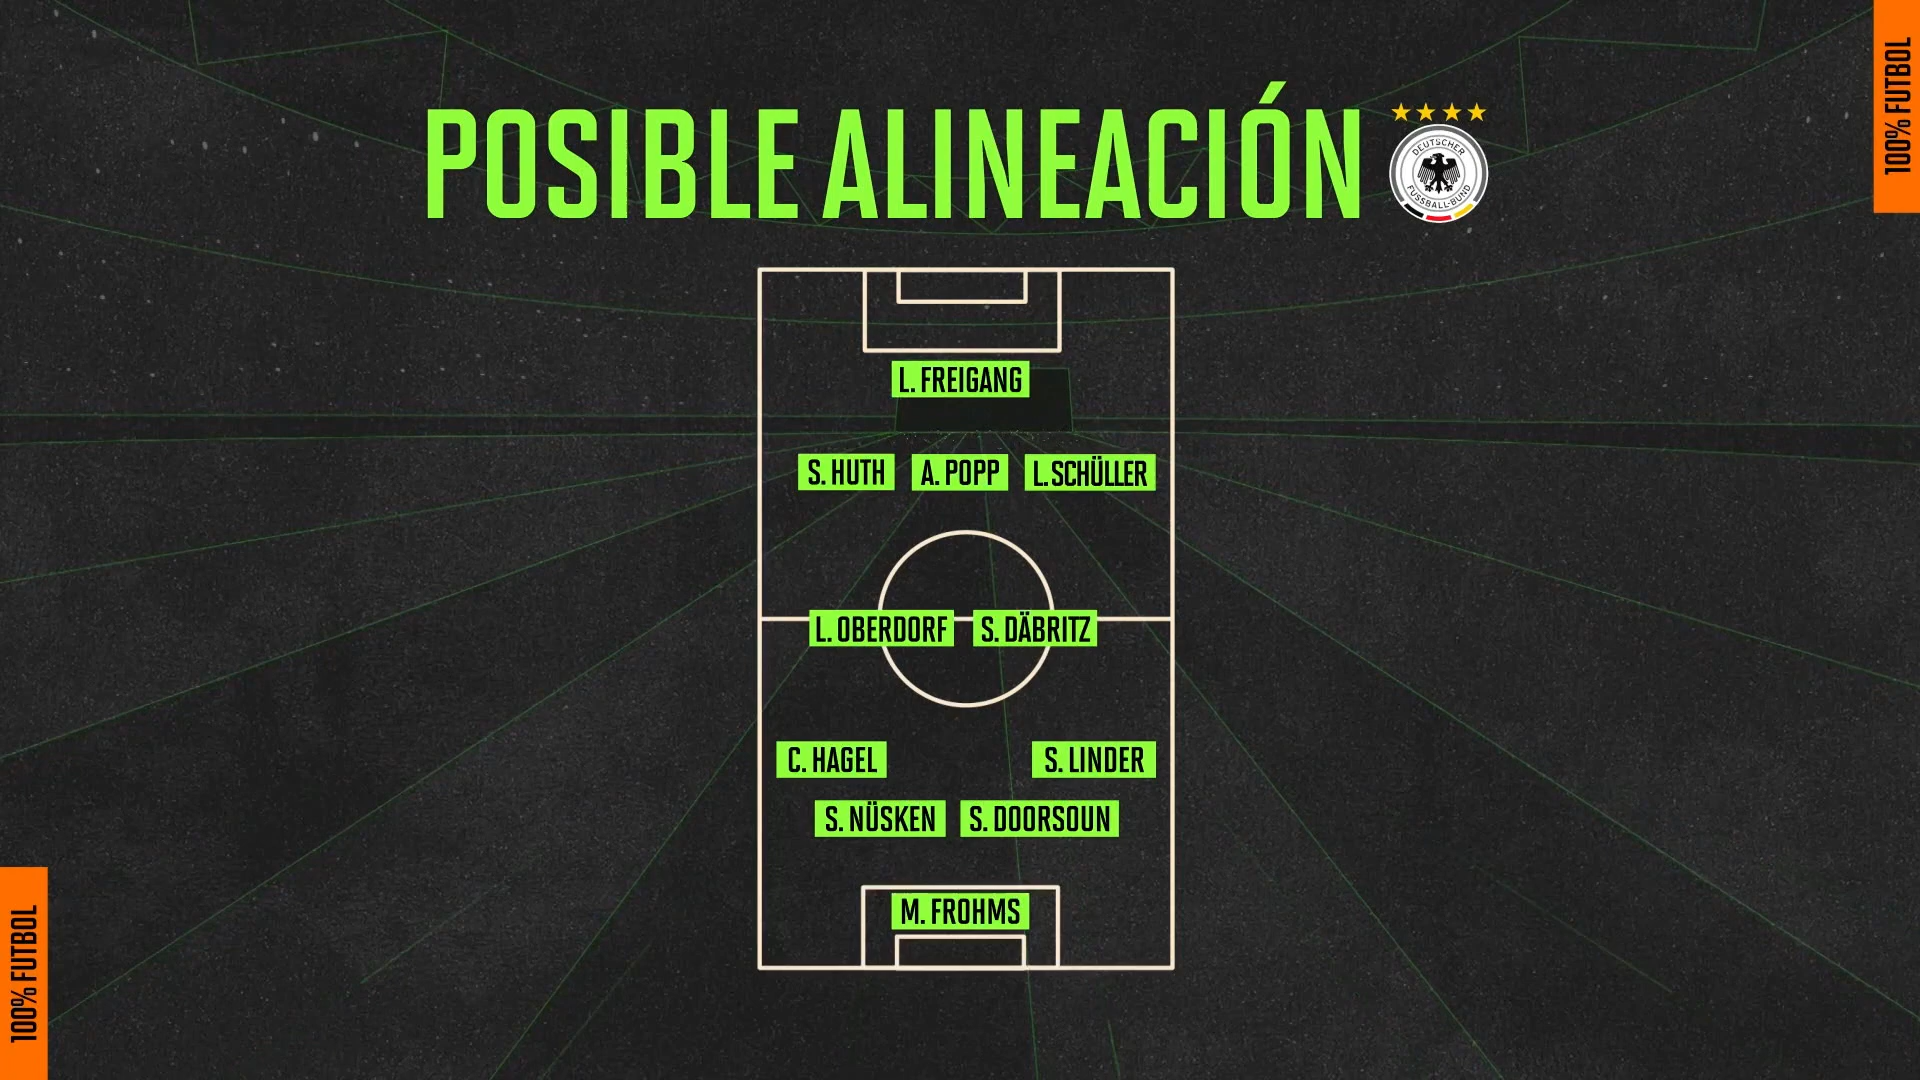 100% FUTBOL
POSIBLE ALINEACIÓN
DEUTSCHER
FUSSBALL-BUND
L. FREIGANG
S. HUTH A. POPP L. SCHÜLLER
L. OBERDORF S. DÄBRITZ
C. HAGEL S. LINDER
S. NÜSKEN S. DOORSOUN
M. FROHMS
100% FUTBOL